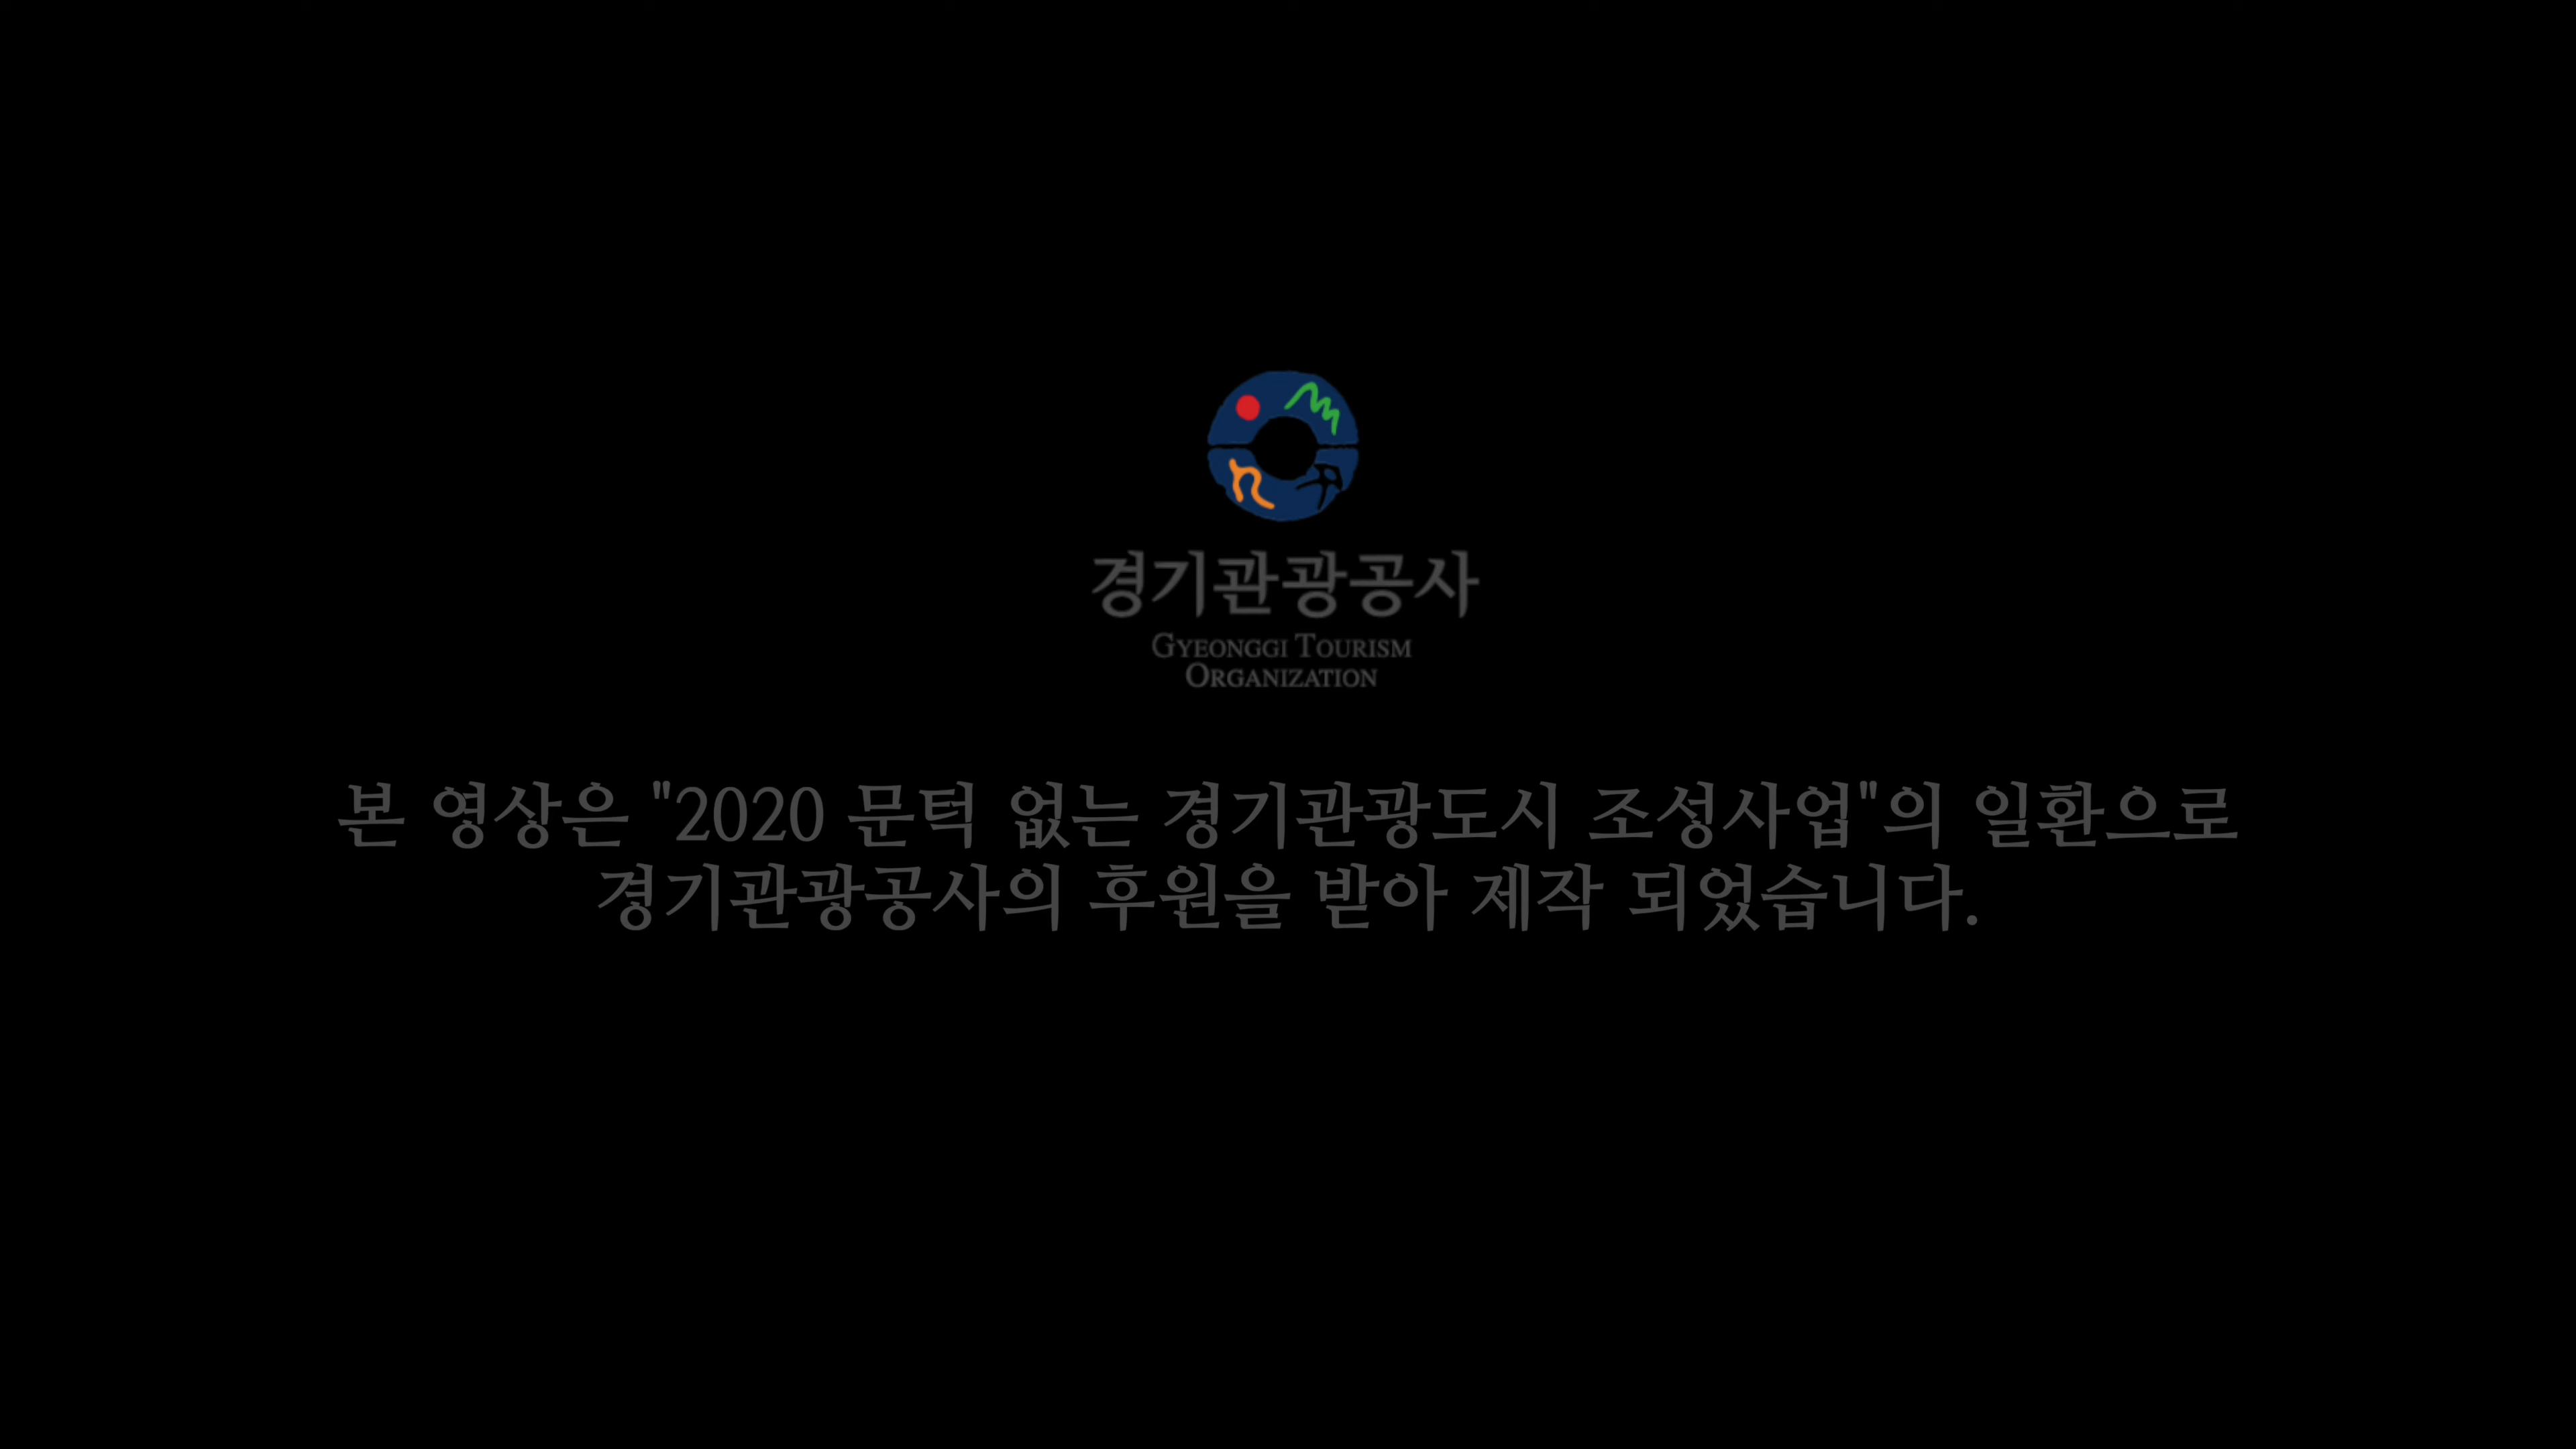 경기관광공사
GYEONGGI TOURISM
ORGANIZATION
본 영상은 "2020 문턱 없는 경기관광도시 조성사업"의 일환으로
경기관광공사의 후원을 받아 제작 되었습니다.